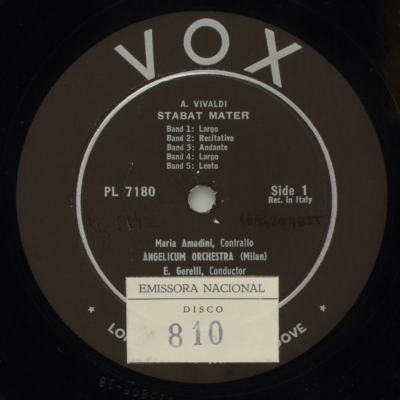 VOX
A. VIVALDI
STABAT MATER
Band 1: Largo
Band 2: Recitativo
Band 3: Andante
Band 4: Largo
Band 5: Lento
PL 7180
Side 1
Rec. in Italy
Maria Amadini, Contralto
ANGELICUM ORCHESTRA (Milan)
E. Gerelli, Conductor
EMISSORA NACIONAL
DISCO
810